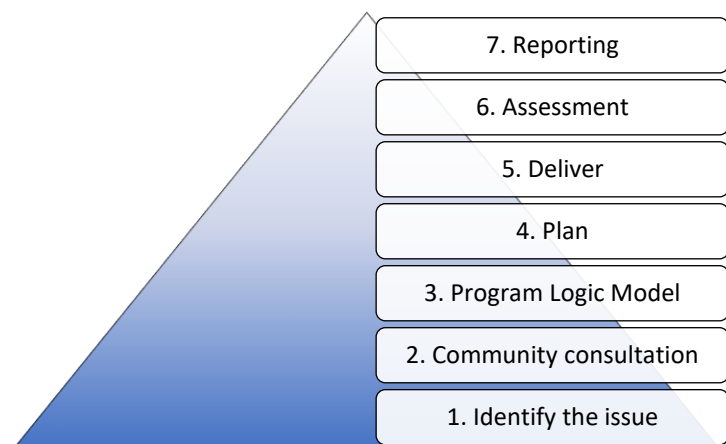 7. Reporting
6. Assessment
5. Deliver
4. Plan
3. Program Logic Model
2. Community consultation
1. Identify the issue